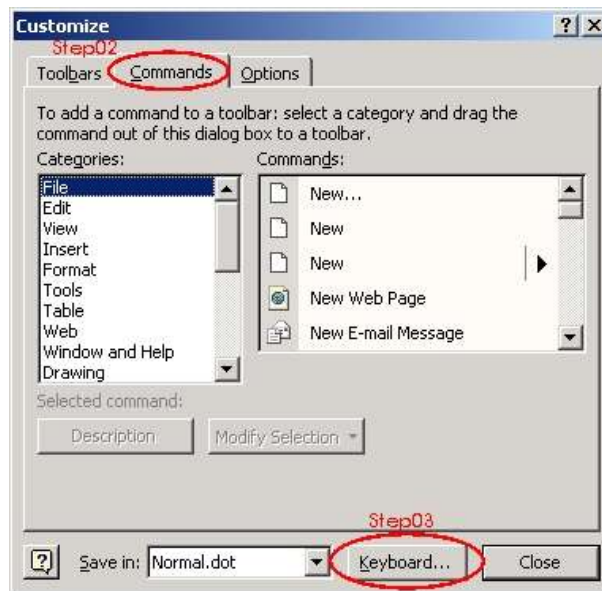 Customize
Step02
Toolbars Commands Options
To add a command to a toolbar: select a category and drag the
command out of this dialog box to a toolbar.
Categories: Commands:
File
Edit
View
Insert
Format
Tools
Table
Web
Window and Help
Drawing
New...
New
New
New Web Page
New E-mail Message
Selected command:
Description Modify Selection
Step03
Save in: Normal.dot Keyboard... Close